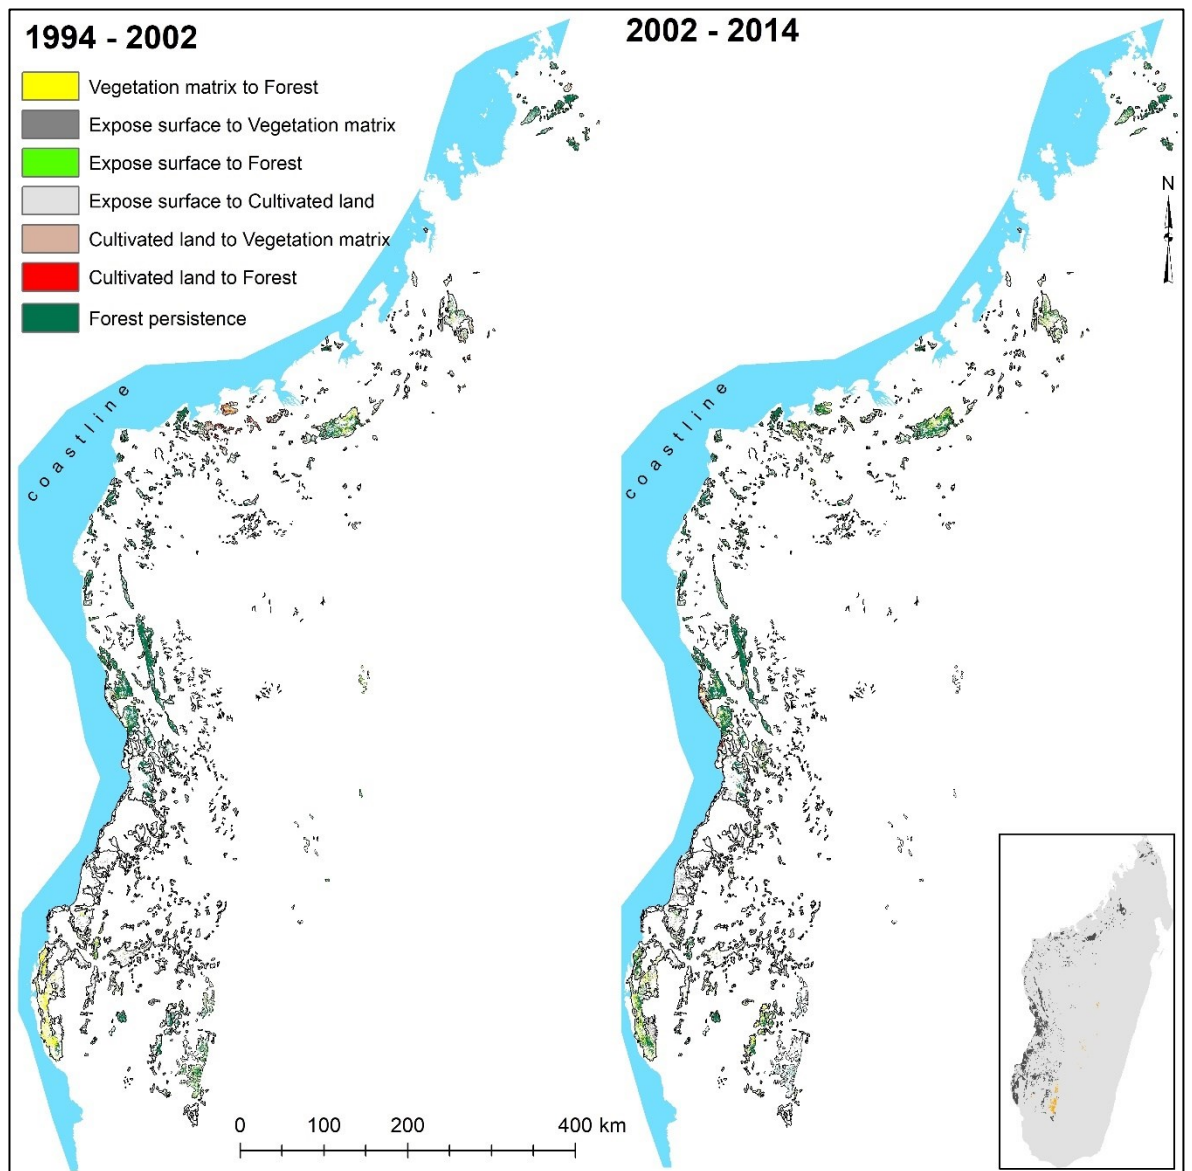 1994 - 2002
2002 - 2014
Vegetation matrix to Forest
Expose surface to Vegetation matrix
Expose surface to Forest
Expose surface to Cultivated land
Cultivated land to Vegetation matrix
Cultivated land to Forest
Forest persistence
N
coastline
coastline
0 100 200 400 km